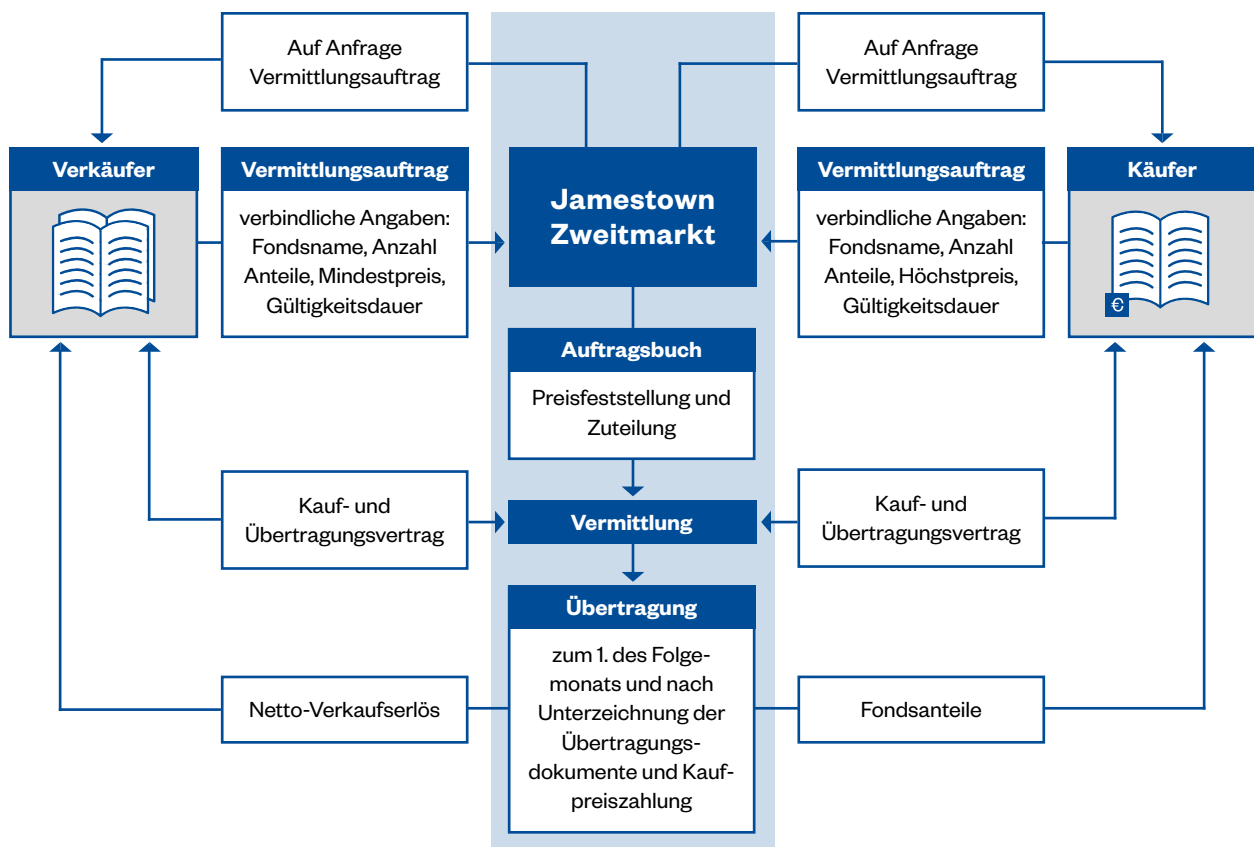 Auf Anfrage
Vermittlungsauftrag
Auf Anfrage
Vermittlungsauftrag
Verkäufer
Vermittlungsauftrag
verbindliche Angaben:
Fondsname, Anzahl
Anteile, Mindestpreis,
Gültigkeitsdauer
Jamestown
Zweitmarkt
Vermittlungsauftrag
verbindliche Angaben:
Fondsname, Anzahl
Anteile, Höchstpreis,
Gültigkeitsdauer
Käufer
€
Auftragsbuch
Preisfeststellung und
Zuteilung
Kauf- und
Übertragungsvertrag
Vermittlung
Kauf- und
Übertragungsvertrag
Übertragung
zum 1. des Folge-
monats und nach
Unterzeichnung der
Übertragungs-
dokumente und Kauf-
preiszahlung
Netto-Verkaufserlös
Fondsanteile